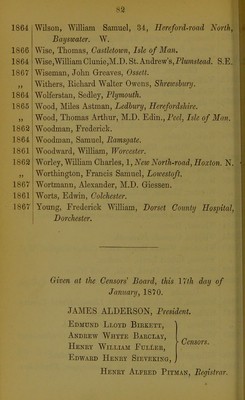 82
1864 Wilson, William Samuel, 34, Hereford-road North,
Bayswater. W.
1866 Wise, Thomas, Castletown, Isle of Man.
1864 Wise, William Clunic, M.D. St. Andrew's, Plumstead. S.E.
1867 Wiseman, John Greaves, Ossett.
„ Withers, Richard Walter Owens, Shrewsbury.
1864 Wolferstan, Sedley, Plymouth.
1865 Wood, Miles Astman, Ledbury, Herefordshire.
„ Wood, Thomas Arthur, M.D. Edin., Peel, Isle of Man.
1862 Woodman, Frederick.
1864 Woodman, Samuel, Ramsgate.
1861 Woodward, William, Worcester.
1862 Worley, William Charles, 1, New North-road, Hoxton. N.
„ Worthington, Francis Samuel, Lowestoft.
1867 Wortmann, Alexander, M.D. Giessen.
1861 Worts, Edwin, Colchester.
1867 Young, Frederick William, Dorset County Hospital,
Dorchester.
Given at the Censors' Board, this 17th day of
January, 1870.
JAMES ALDERSON, President.
Edmund Lloyd Birkett,
Andrew Whyte Barclay,
Henry William Fuller,
Edward Henry Sieveking,
Censors.
Henry Alfred Pitman, Registrar.